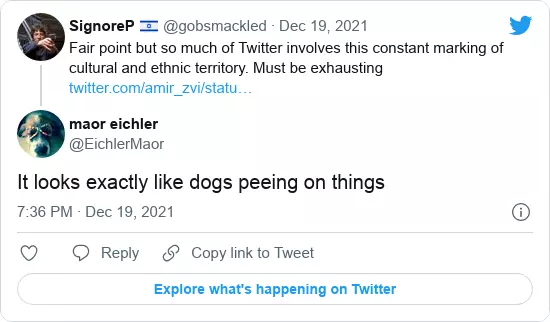 SignoreP 🇮🇱 @gobsmackled · Dec 19, 2021
Fair point but so much of Twitter involves this constant marking of
cultural and ethnic territory. Must be exhausting
twitter.com/amir_zvi/statu…
maor eichler
@EichlerMaor
It looks exactly like dogs peeing on things
7:36 PM · Dec 19, 2021
Reply
Copy link to Tweet
Explore what's happening on Twitter